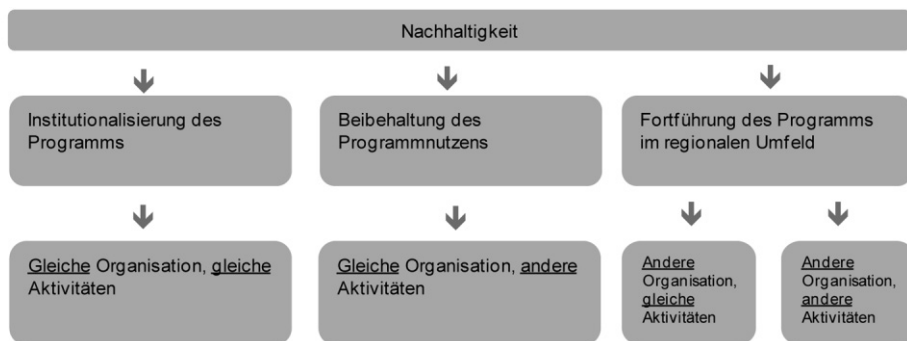 Nachhaltigkeit
Institutionalisierung des
Programms
Beibehaltung des
Programmnutzens
Fortführung des Programms
im regionalen Umfeld
Gleiche Organisation, gleiche
Aktivitäten
Gleiche Organisation, andere
Aktivitäten
Andere
Organisation,
gleiche
Aktivitäten
Andere
Organisation,
andere
Aktivitäten